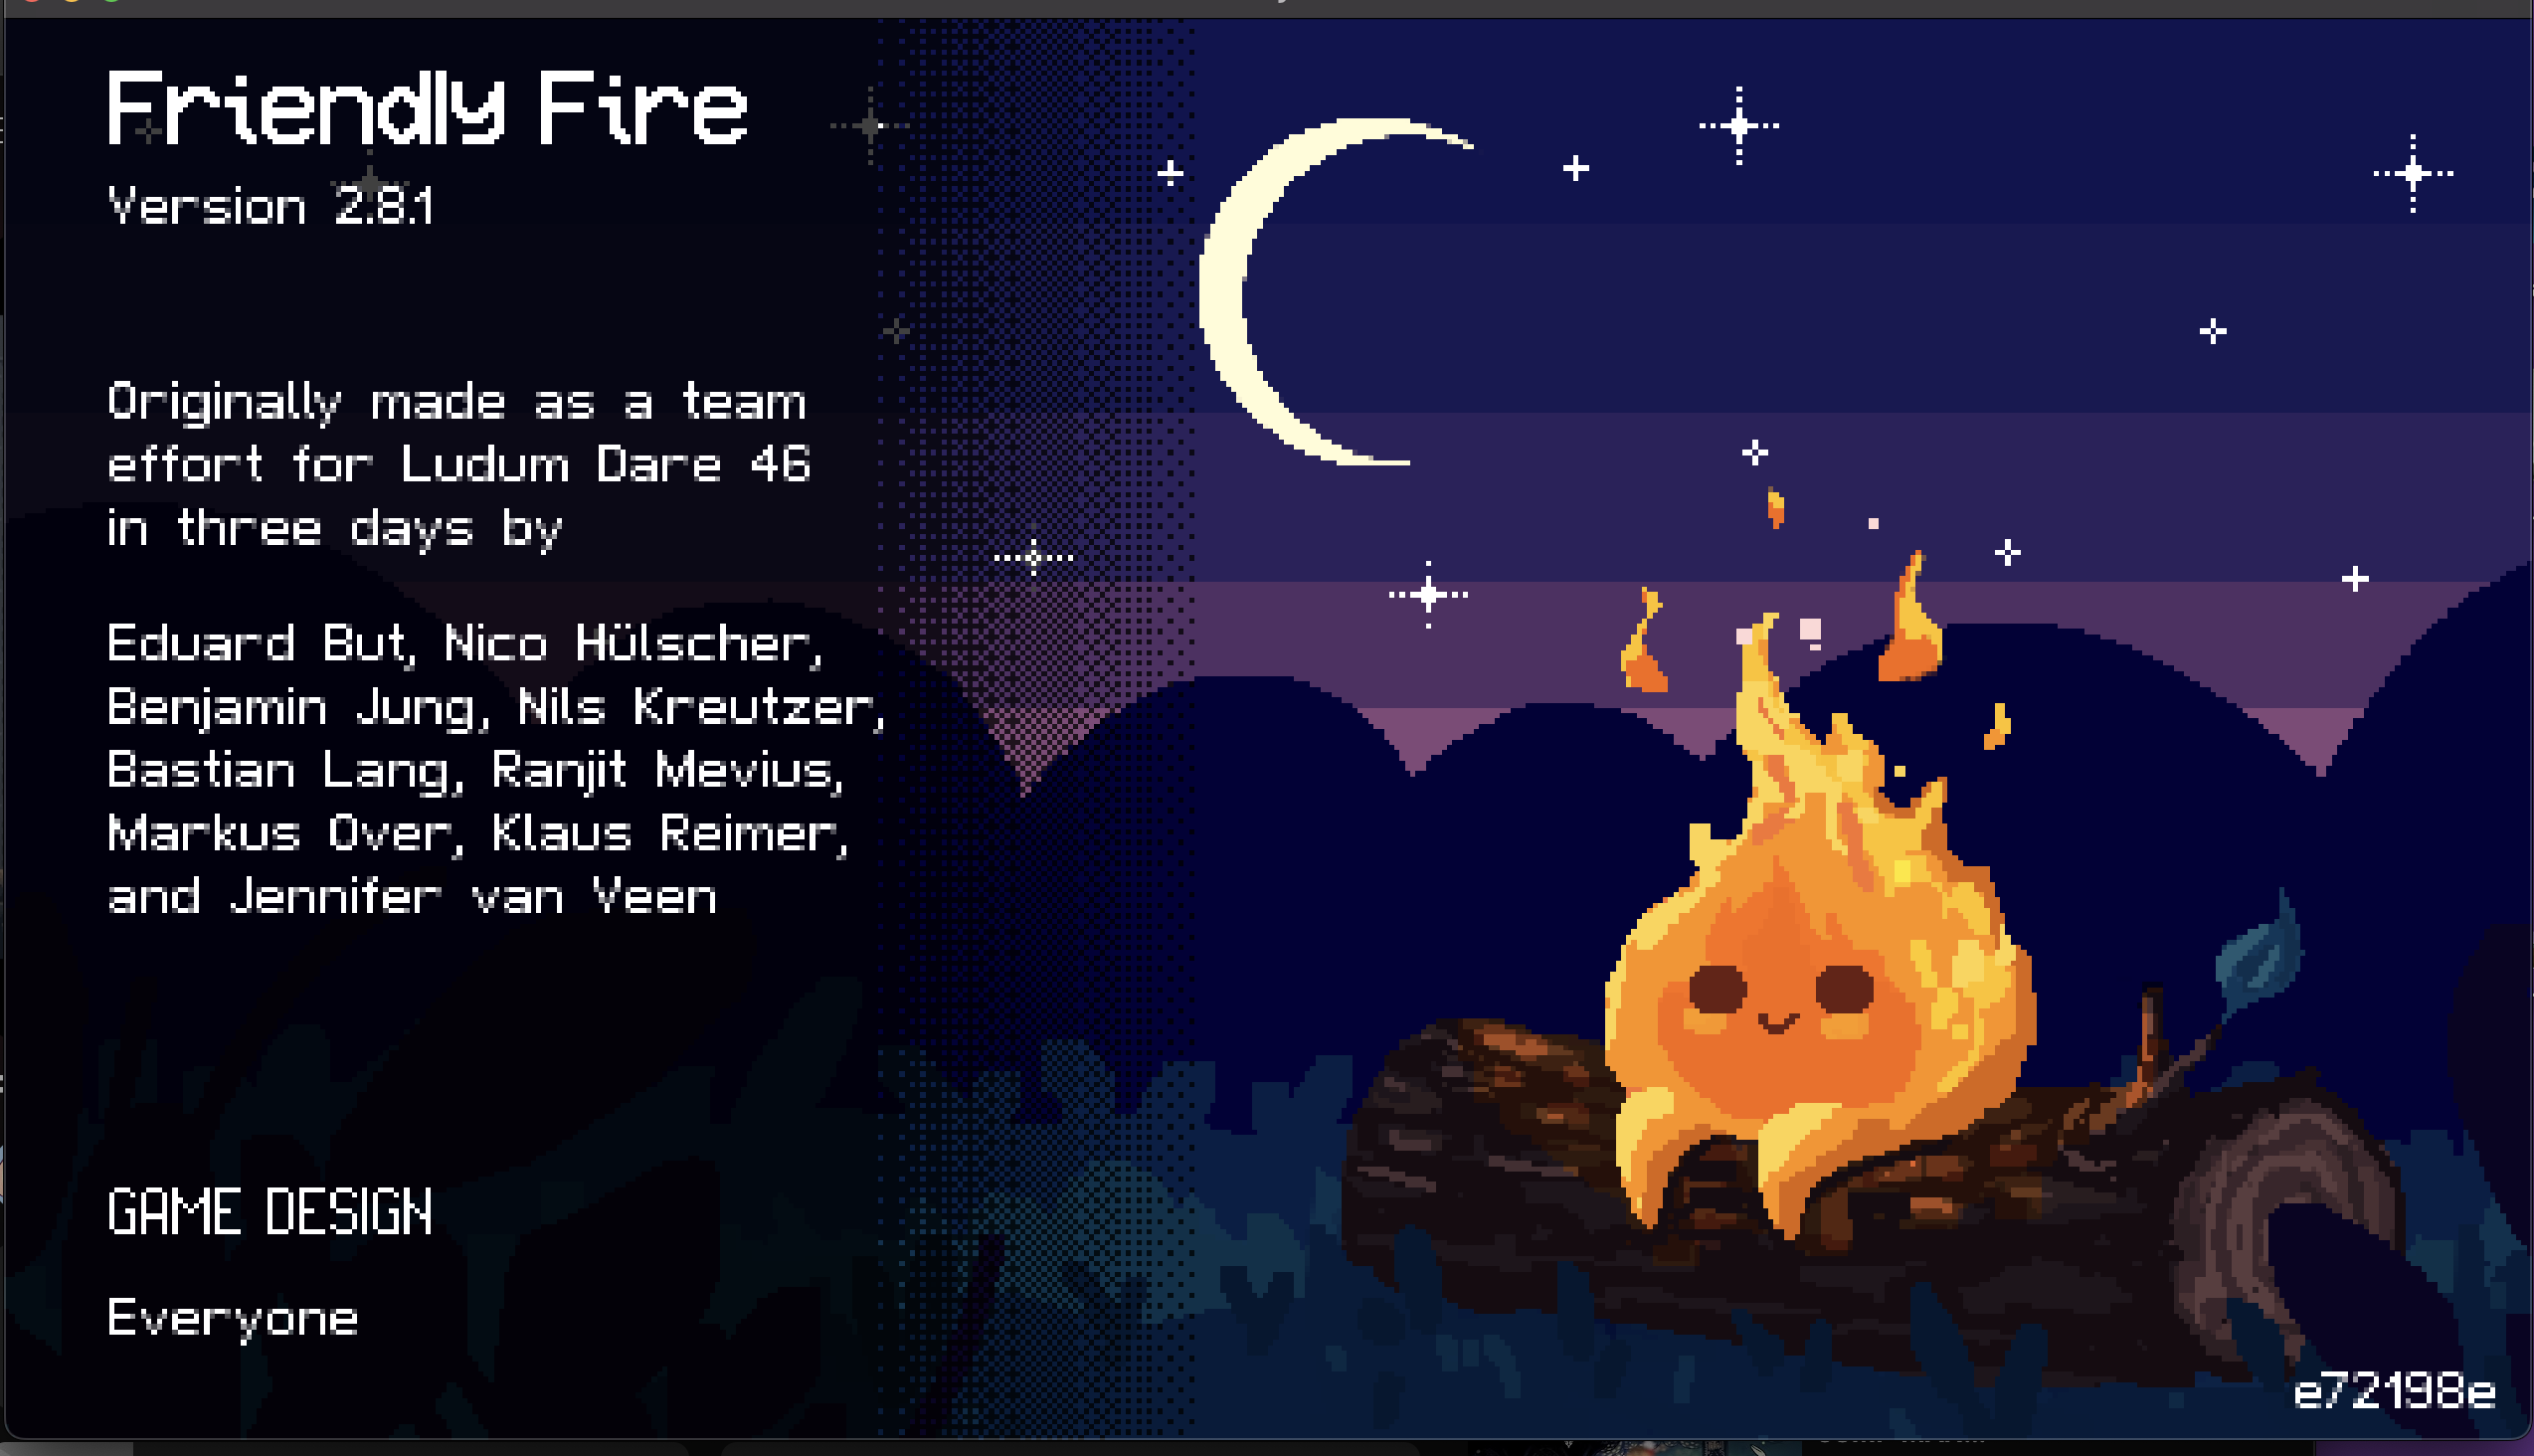 Friendly Fire
Version 2.8.1
Originally made as a team
effort for Ludum Dare 46
in three days by
Eduard But, Nico Hülscher,
Benjamin Jung, Nils Kreutzer,
Bastian Lang, Ranjit Mevius,
Markus Over, Klaus Reimer,
and Jennifer van Veen
GAME DESIGN
Everyone
e72198e